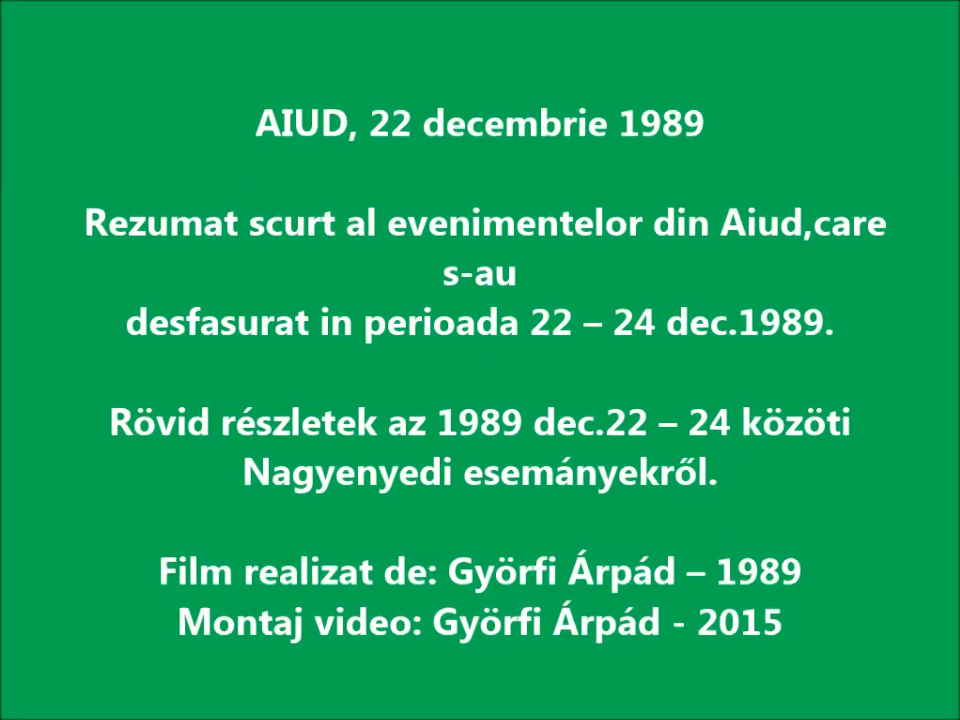 AIUD, 22 decembrie 1989
Rezumat scurt al evenimentelor din Aiud,care
s-au
desfasurat in perioada 22 – 24 dec.1989.
Rövid részletek az 1989 dec.22 – 24 közöti
Nagyenyedi esemányekről.
Film realizat de: Györfi Árpád – 1989
Montaj video: Györfi Árpád - 2015